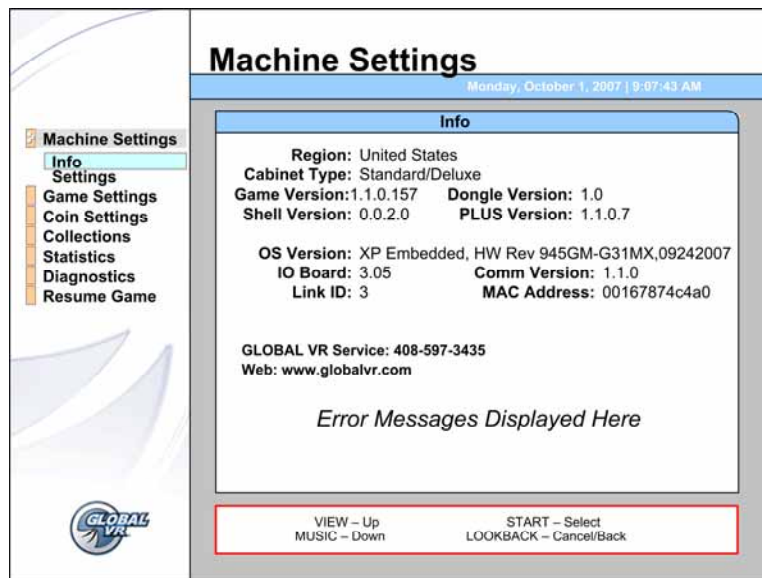 Machine Settings
Monday, October 1, 2007 | 9:07:43 AM
Machine Settings
Info
Settings
Game Settings
Coin Settings
Collections
Statistics
Diagnostics
Resume Game
Info
Region: United States
Cabinet Type: Standard/Deluxe
Game Version:1.1.0.157 Dongle Version: 1.0
Shell Version: 0.0.2.0 PLUS Version: 1.1.0.7
OS Version: XP Embedded, HW Rev 945GM-G31MX,09242007
IO Board: 3.05 Comm Version: 1.1.0
Link ID: 3 MAC Address: 00167874c4a0
GLOBAL VR Service: 408-597-3435
Web: www.globalvr.com
Error Messages Displayed Here
GLOBAL
VR
VIEW – Up START – Select
MUSIC – Down LOOKBACK – Cancel/Back